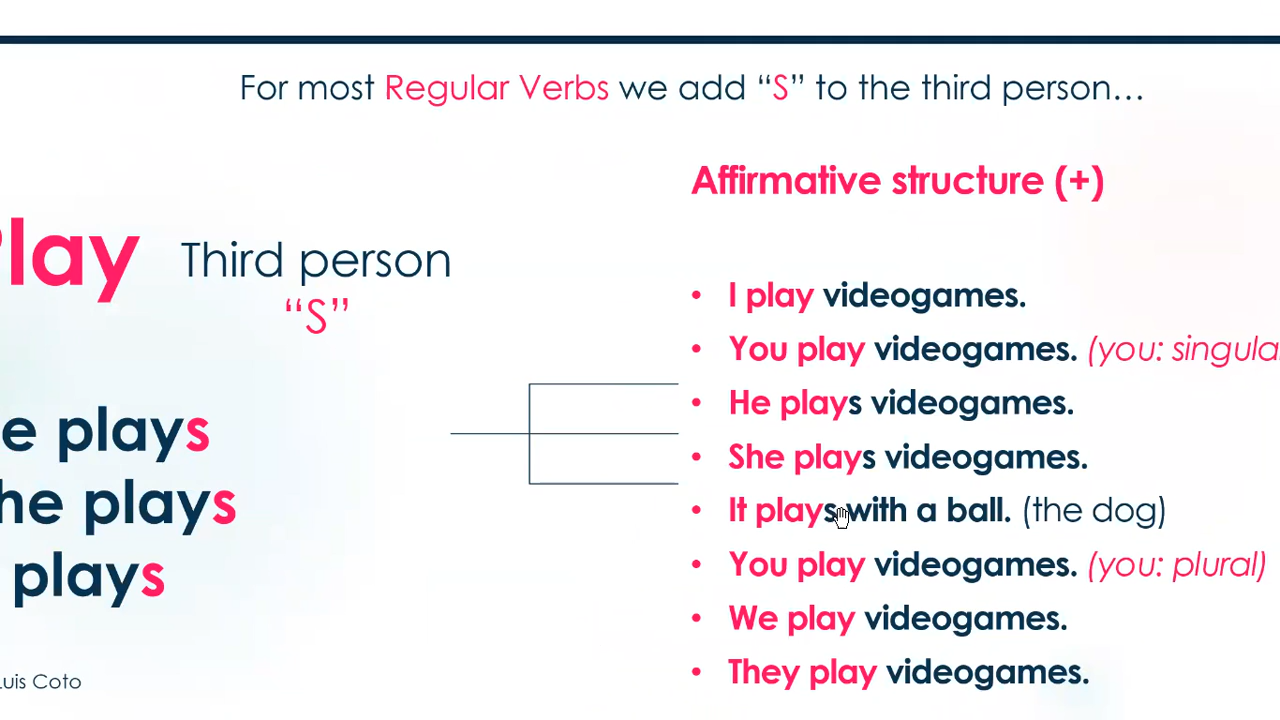 For most Regular Verbs we add “S” to the third person…
Play
Third person
“S”
e plays
he plays
plays
Luis Coto
Affirmative structure (+)
• I play videogames.
• You play videogames. (you: singula
• He plays videogames.
• She plays videogames.
• It plays with a ball. (the dog)
• You play videogames. (you: plural)
• We play videogames.
• They play videogames.